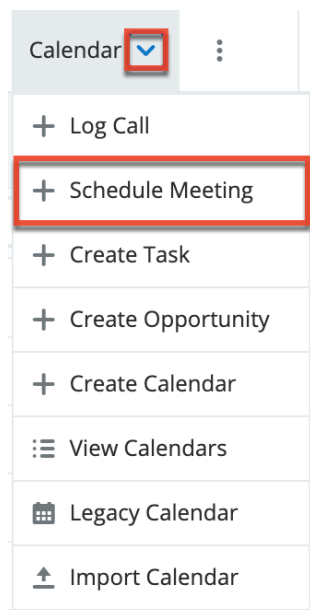 Calendar
Log Call
Schedule Meeting
Create Task
Create Opportunity
Create Calendar
View Calendars
Legacy Calendar
Import Calendar